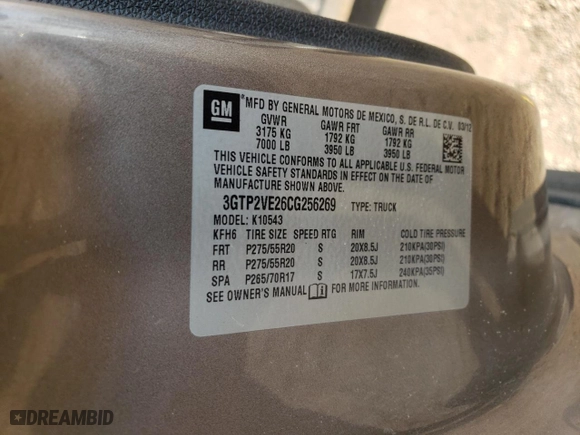 GM
®MFD BY GENERAL MOTORS DE MEXICO, S. DE R.L. DE C.V. 03/12
GVWR GAWR FRT GAWR RR
3175 KG 1792 KG 1792 KG
7000 LB 3950 LB 3950 LB
THIS VEHICLE CONFORMS TO ALL APPLICABLE U.S. FEDERAL MOTOR
VEHICLE SAFETY STANDARDS IN EFFECT ON THE DATE OF
MANUFACTURE SHOWN ABOVE.
3GTP2VE26CG256269 TYPE: TRUCK
MODEL: K10543
KFH6 TIRE SIZE SPEED RTG RIM COLD TIRE PRESSURE
FRT P275/55R20 S 20X8.5J 210KPA(30PSI)
RR P275/55R20 S 20X8.5J 210KPA(30PSI)
SPA P265/70R17 S 17X7.5J 240KPA(35PSI)
SEE OWNER'S MANUAL FOR MORE INFORMATION.
DREAMBID